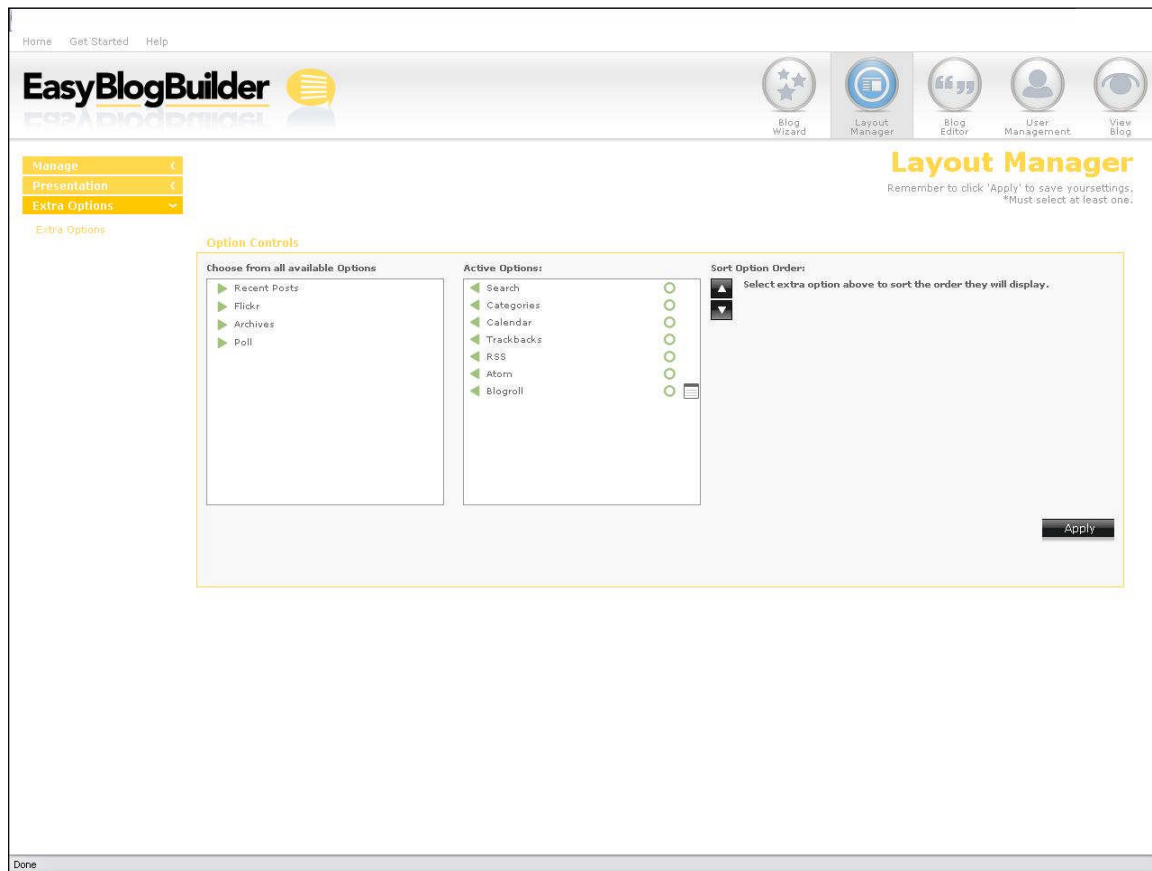 Home Get Started Help
EasyBlogBuilder
Blog
Wizard
Layout
Manager
Blog
Editor
User
Management
View
Blog
Manage
Presentation
Extra Options
Extra Options
Layout Manager
Remember to click 'Apply' to save yoursettings.
*Must select at least one.
Option Controls
Choose from all available Options
Recent Posts
Flickr
Archives
Poll
Active Options:
Search
Categories
Calendar
Trackbacks
RSS
Atom
Blogroll
Sort Option Order:
Select extra option above to sort the order they will display.
Apply
Done